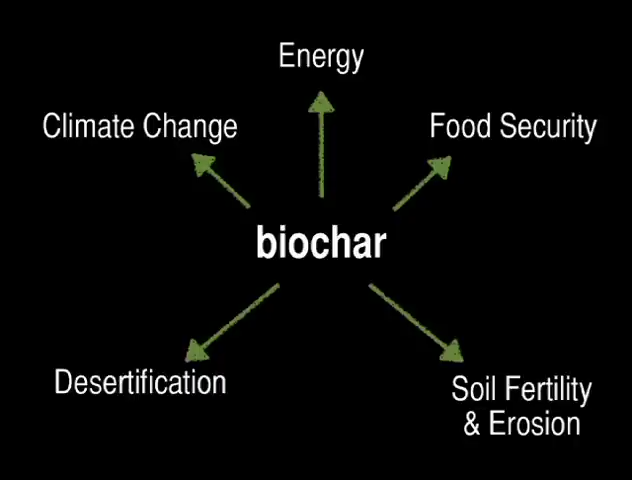 Energy
Climate Change
Food Security
biochar
Desertification
Soil Fertility
& Erosion